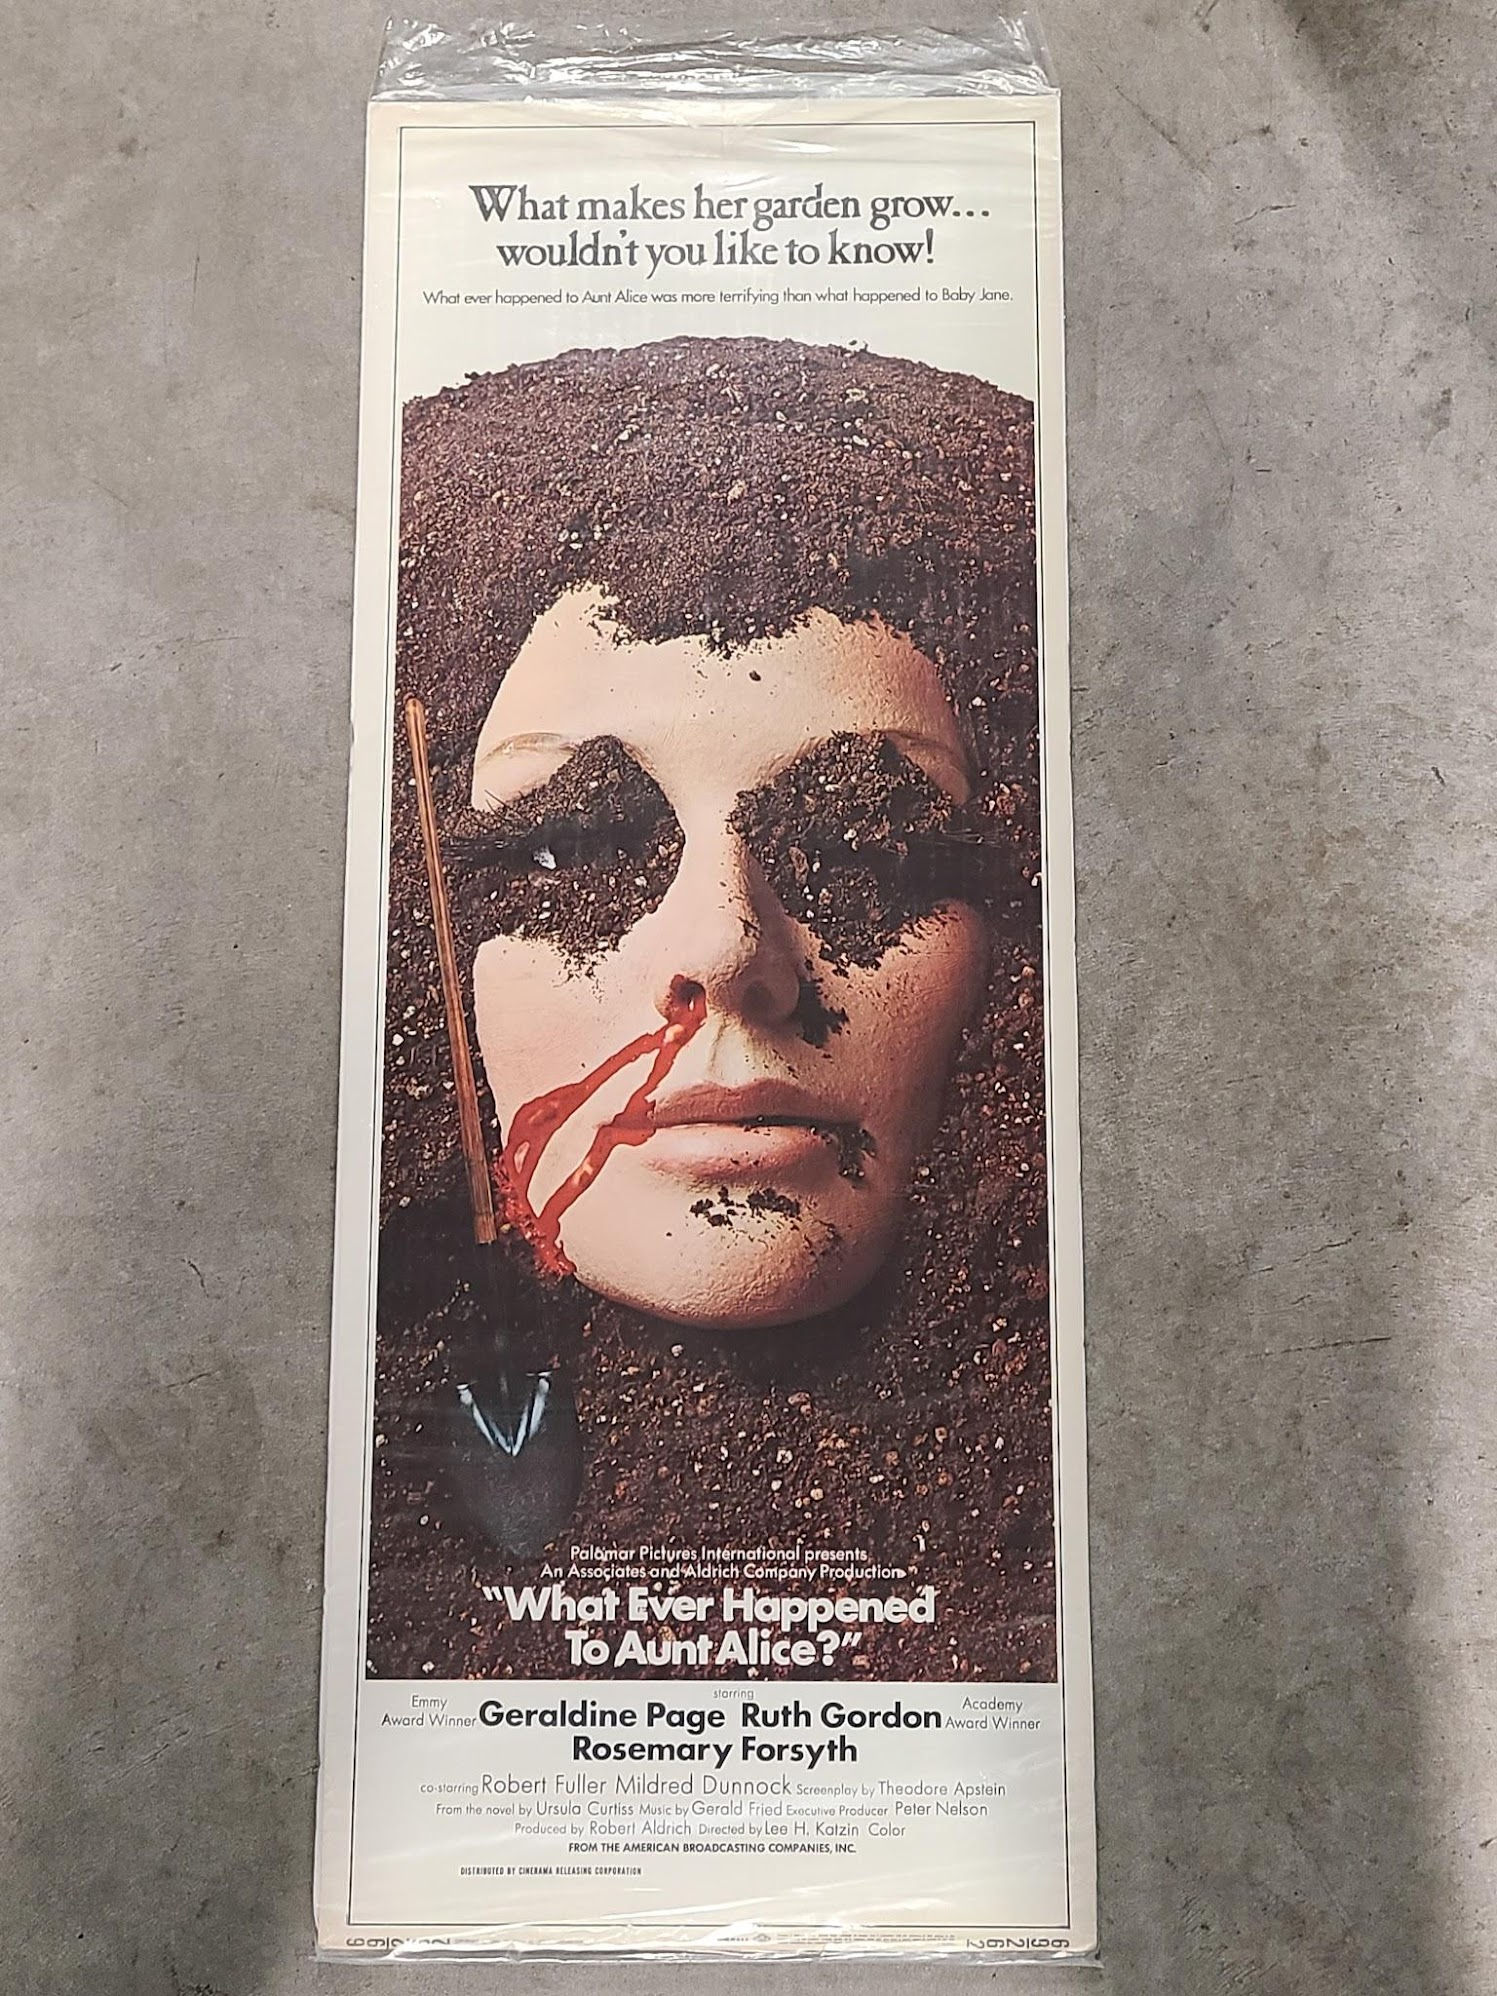 What makes her garden grow...
wouldn't you like to know!
What ever happened to Aunt Alice was more terrifying than what happened to Baby Jane.
Palomar Pictures International presents
An Associates and Aldrich Company Production
"What Ever Happened
To Aunt Alice?"
starring
Emmy Award Winner Geraldine Page Ruth Gordon Academy Award Winner
Rosemary Forsyth
co-starring Robert Fuller Mildred Dunnock Screenplay by Theodore Apstein
From the novel by Ursula Curtiss Music by Gerald Fried Executive Producer Peter Nelson
Produced by Robert Aldrich Directed by Lee H. Katzin Color
FROM THE AMERICAN BROADCASTING COMPANIES, INC.
DISTRIBUTED BY CINERAMA RELEASING CORPORATION